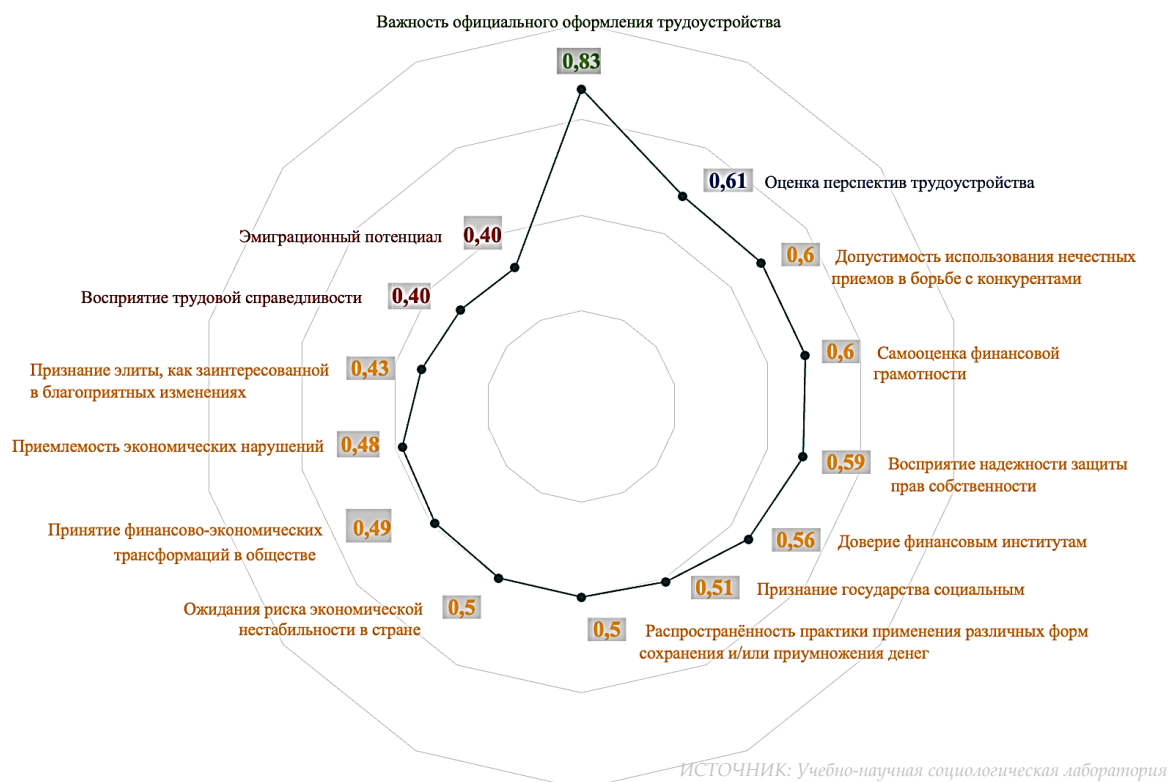 Важность официального оформления трудоустройства
0,83
0,61 Оценка перспектив трудоустройства
0,6 Допустимость использования нечестных
приемов в борьбе с конкурентами
0,6 Самооценка финансовой
грамотности
0,59 Восприятие надежности защиты
прав собственности
0,56 Доверие финансовым институтам
0,51 Признание государства социальным
0,5 Распространённость практики применения различных форм
сохранения и/или приумножения денег
Ожидания риска экономической
нестабильности в стране
0,5
Принятие финансово-экономических
трансформаций в обществе
0,49
Приемлемость экономических нарушений 0,48
Признание элиты, как заинтересованной
в благоприятных изменениях
0,43
Восприятие трудовой справедливости 0,40
Эмиграционный потенциал 0,40
ИСТОЧНИК: Учебно-научная социологическая лаборатория